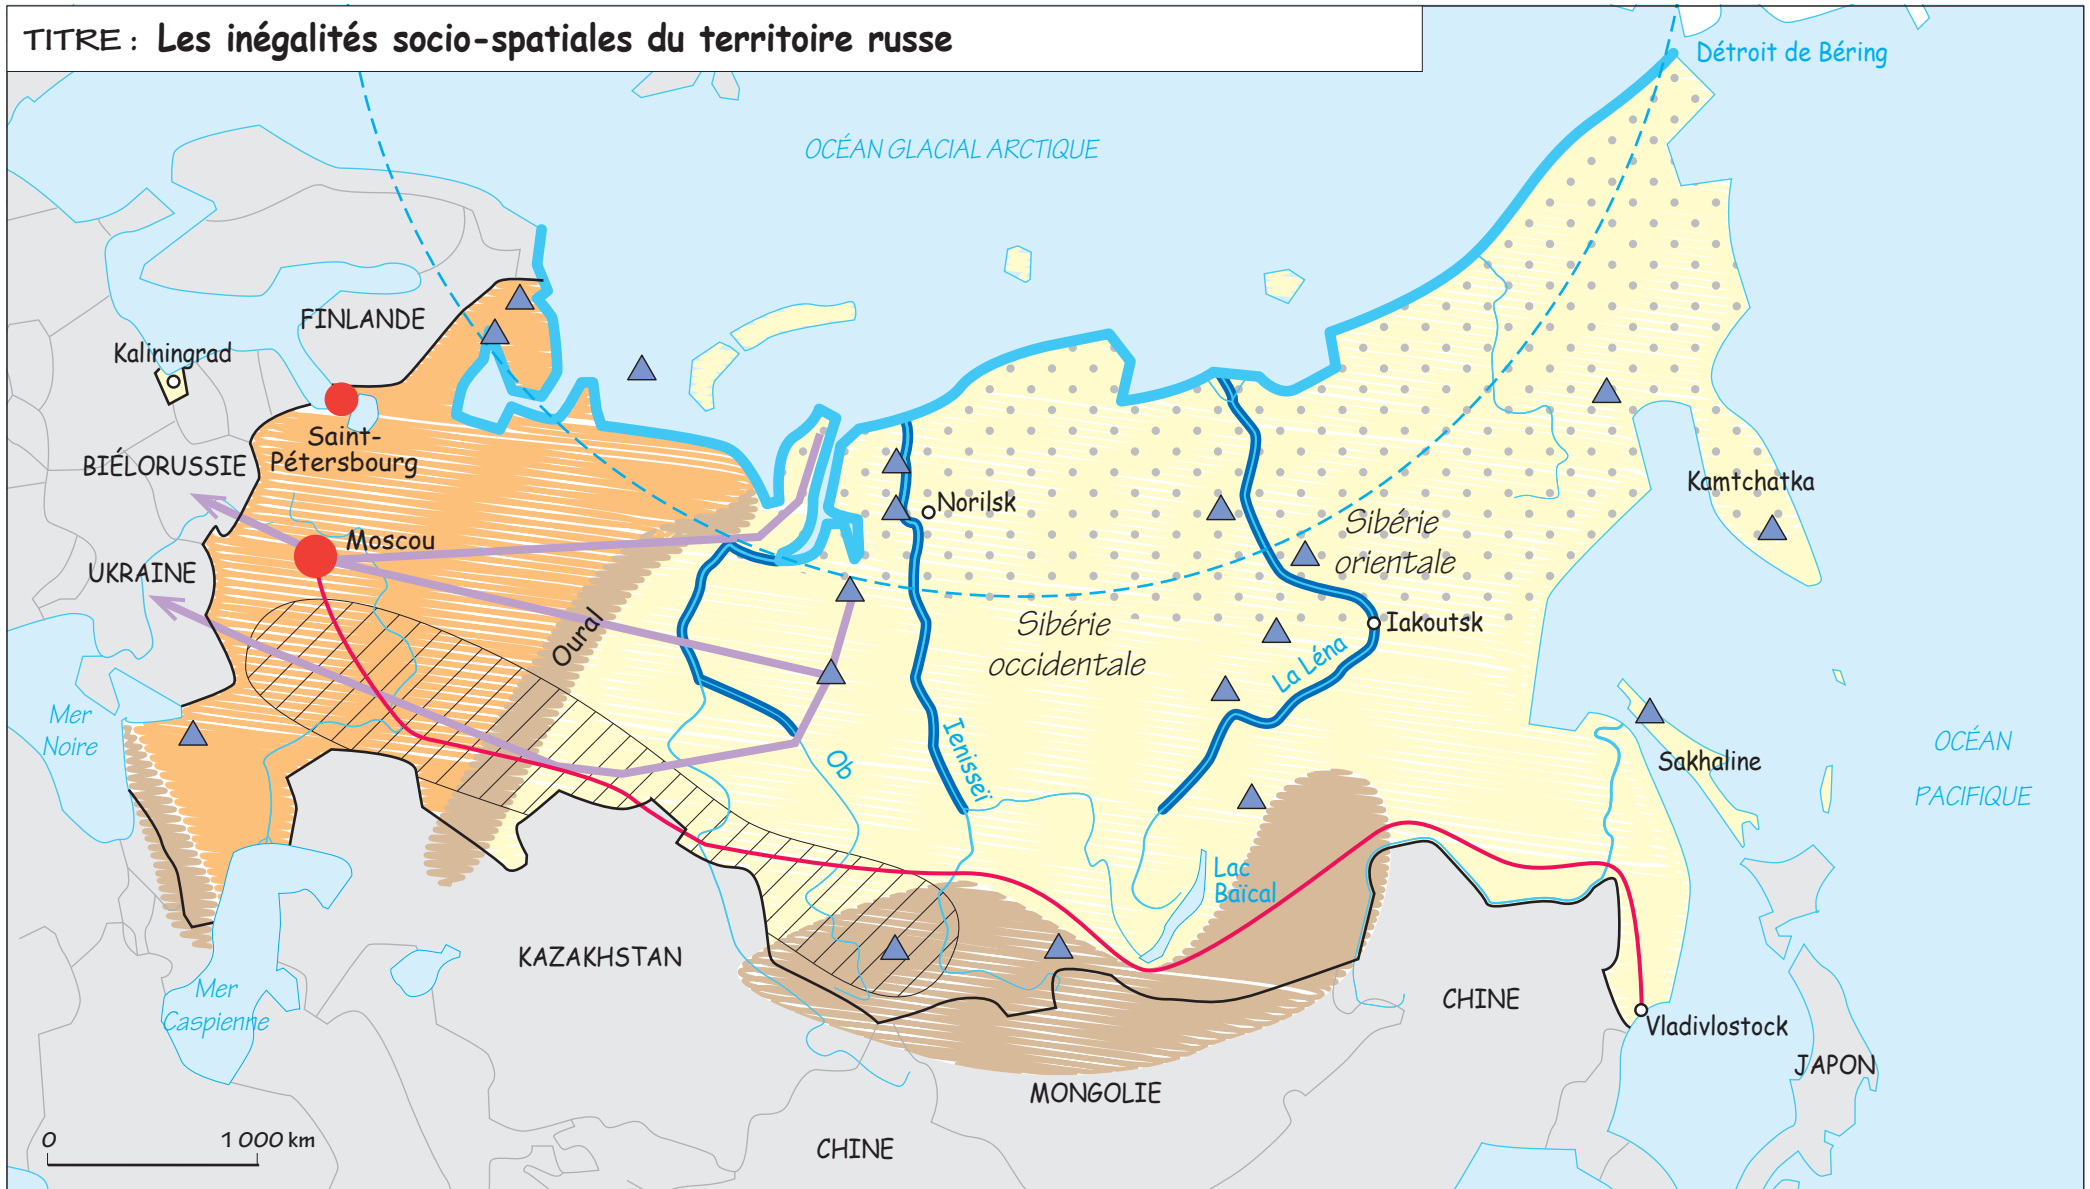 TITRE : Les inégalités socio-spatiales du territoire russe
Détroit de Béring
OCÉAN GLACIAL ARCTIQUE
FINLANDE
Kaliningrad
Saint-
Pétersbourg
BIÉLORUSSIE
Kamtchatka
Norilsk
Sibérie
orientale
Moscou
UKRAINE
Oural
Sibérie
occidentale
Iakoutsk
La Léna
Mer
Noire
Ob
Ienisseï
Sakhaline
OCÉAN
PACIFIQUE
Lac
Baïcal
KAZAKHSTAN
Mer
Caspienne
CHINE
Vladivlostock
JAPON
MONGOLIE
CHINE
0 1 000 km